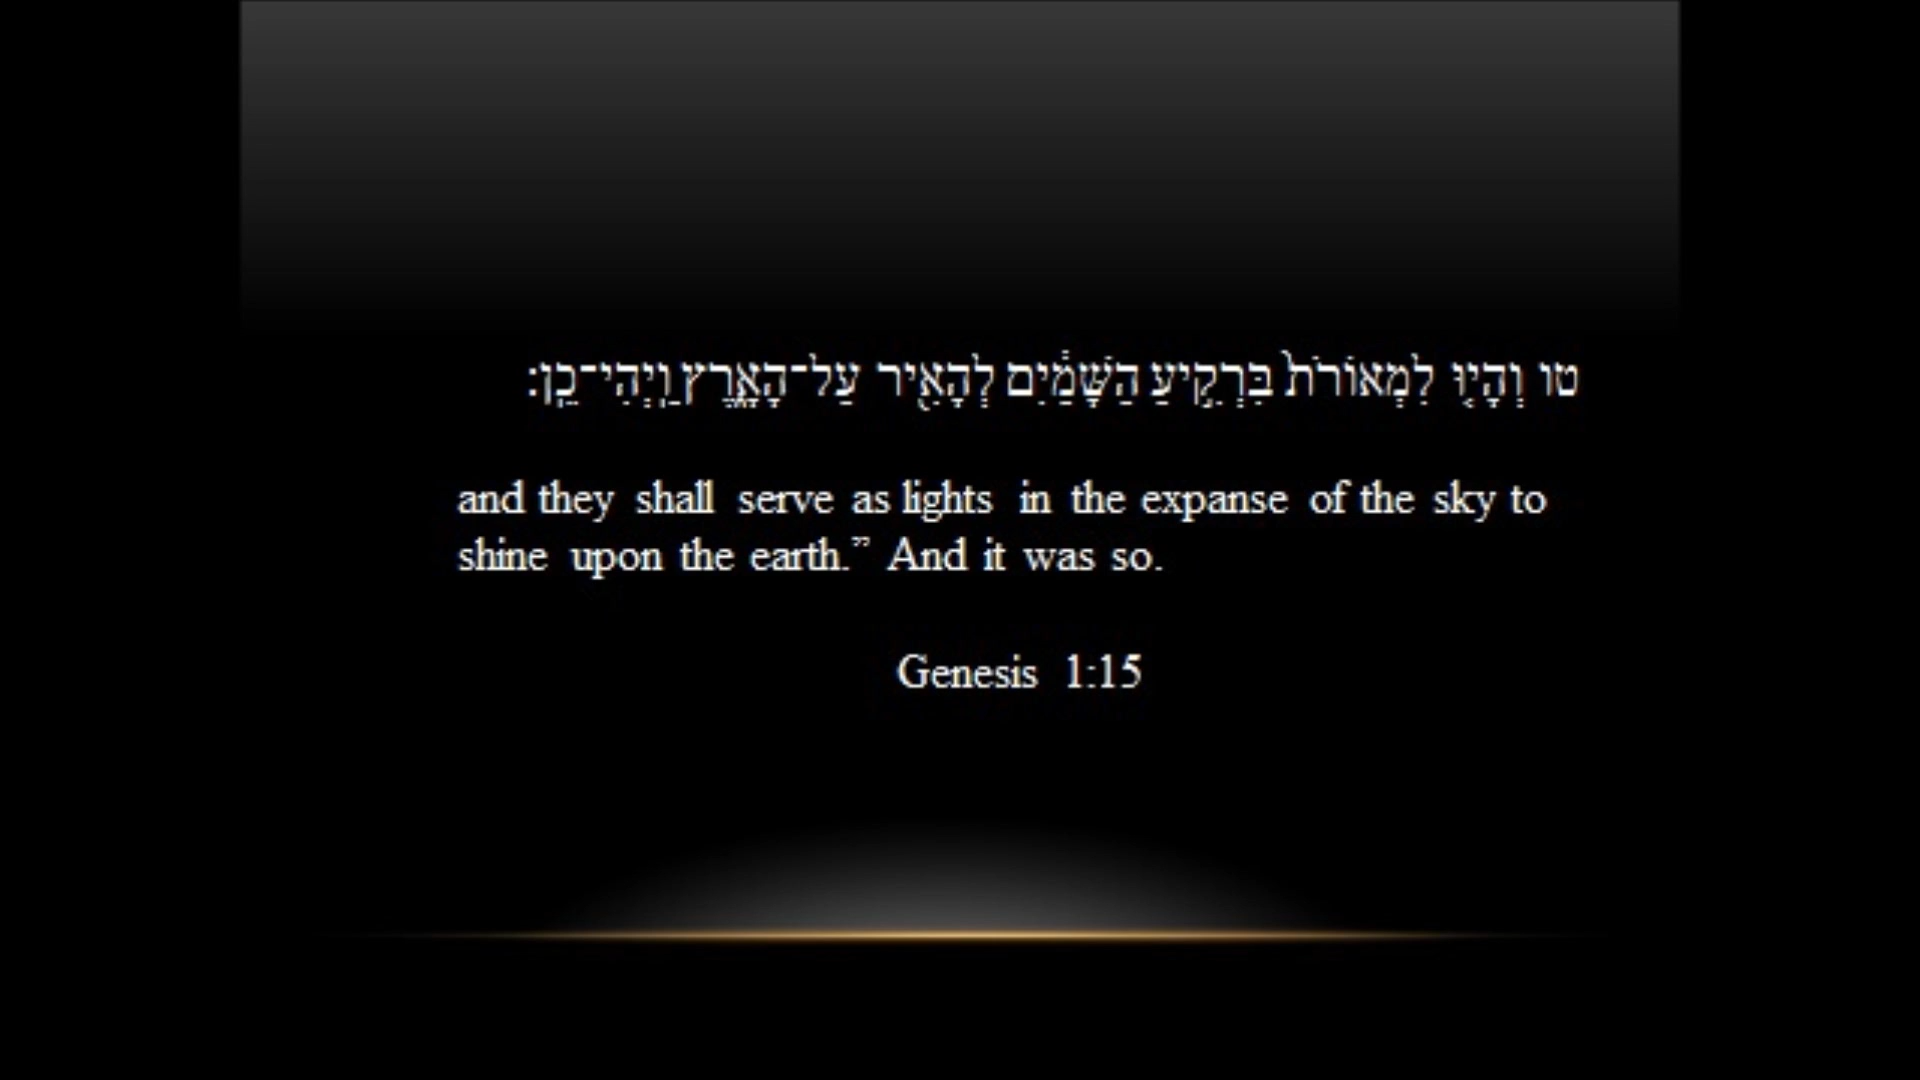 טו וְהָי֤וּ לִמְאוֹרֹת֙ בִּרְקִ֣יעַ הַשָּׁמַ֔יִם לְהָאִ֖יר עַל־הָאָ֑רֶץ וַֽיְהִי־כֵֽן׃
and they shall serve as lights in the expanse of the sky to
shine upon the earth.” And it was so.
Genesis 1:15